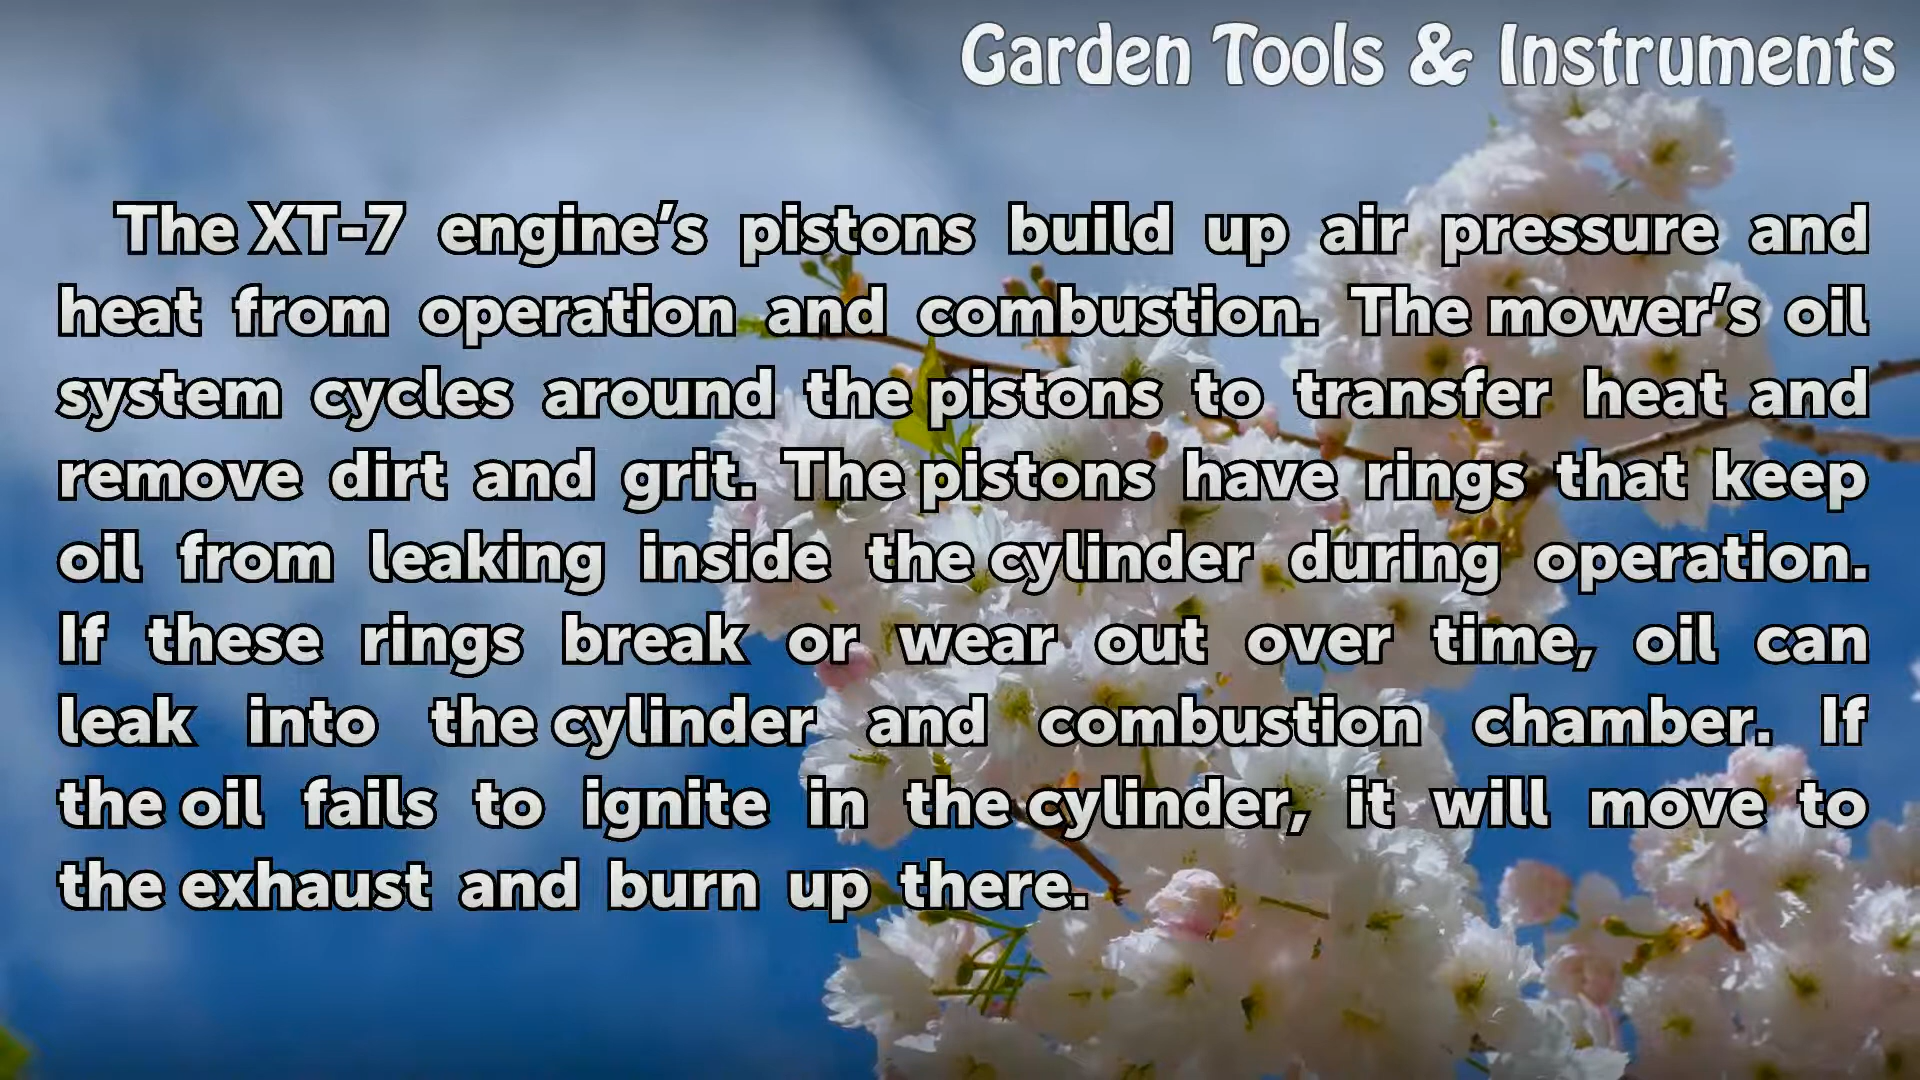 Garden Tools & Instruments
The XT-7 engine’s pistons build up air pressure and
heat from operation and combustion. The mower’s oil
system cycles around the pistons to transfer heat and
remove dirt and grit. The pistons have rings that keep
oil from leaking inside the cylinder during operation.
If these rings break or wear out over time, oil can
leak into the cylinder and combustion chamber. If
the oil fails to ignite in the cylinder, it will move to
the exhaust and burn up there.